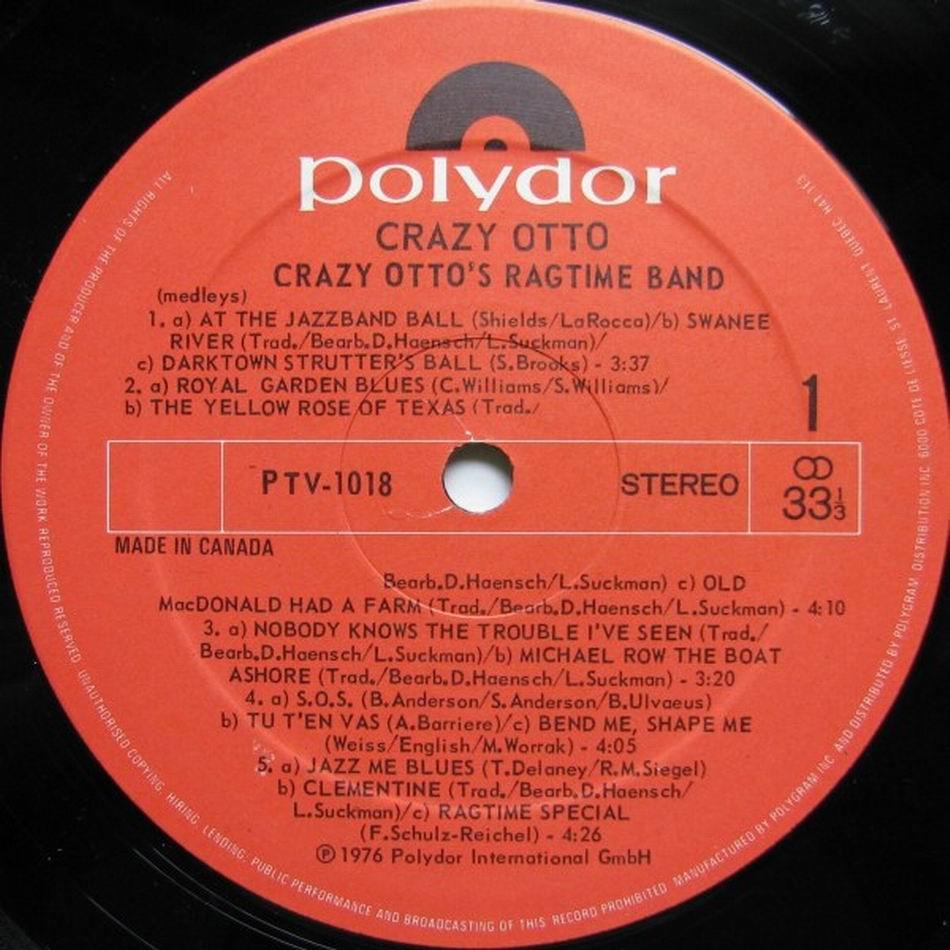 polydor
CRAZY OTTO
CRAZY OTTO'S RAGTIME BAND
(medleys)
1. a) AT THE JAZZBAND BALL (Shields/LaRocca)/b) SWANEE
RIVER (Trad./Bearb.D.Haensch/L.Suckman)/
c) DARKTOWN STRUTTER'S BALL (S.Brooks) - 3:37
2. a) ROYAL GARDEN BLUES (C.Williams/S.Williams)/
b) THE YELLOW ROSE OF TEXAS (Trad./
1
PTV-1018
STEREO
33 1/3
MADE IN CANADA
Bearb.D.Haensch/L.Suckman) c) OLD
MacDONALD HAD A FARM (Trad./Bearb.D.Haensch/L.Suckman) - 4:10
3. a) NOBODY KNOWS THE TROUBLE I'VE SEEN (Trad./
Bearb.D.Haensch/L.Suckman)/b) MICHAEL ROW THE BOAT
ASHORE (Trad./Bearb.D.Haensch/L.Suckman) - 3:20
4. a) S.O.S. (B.Anderson/S.Anderson/B.Ulvaeus)
b) TU T'EN VAS (A.Barriere)/c) BEND ME, SHAPE ME
(Weiss/English/M.Worrak) - 4:05
5. a) JAZZ ME BLUES (T.Delaney/R.M.Siegel)
b) CLEMENTINE (Trad./Bearb.D.Haensch/
L.Suckman)/c) RAGTIME SPECIAL
(F.Schulz-Reichel) - 4:26
℗ 1976 Polydor International GmbH
ALL RIGHTS OF THE PRODUCER AND OF THE OWNER OF THE WORK REPRODUCED RESERVED. UNAUTHORISED COPYING, HIRING, LENDING, PUBLIC PERFORMANCE AND BROADCASTING OF THIS RECORD PROHIBITED. MANUFACTURED BY POLYGRAM INC. AND DISTRIBUTED BY POLYGRAM DISTRIBUTION INC. 6000 COTE DE LIESSE ST. LAURENT QUEBEC H4T 1E3